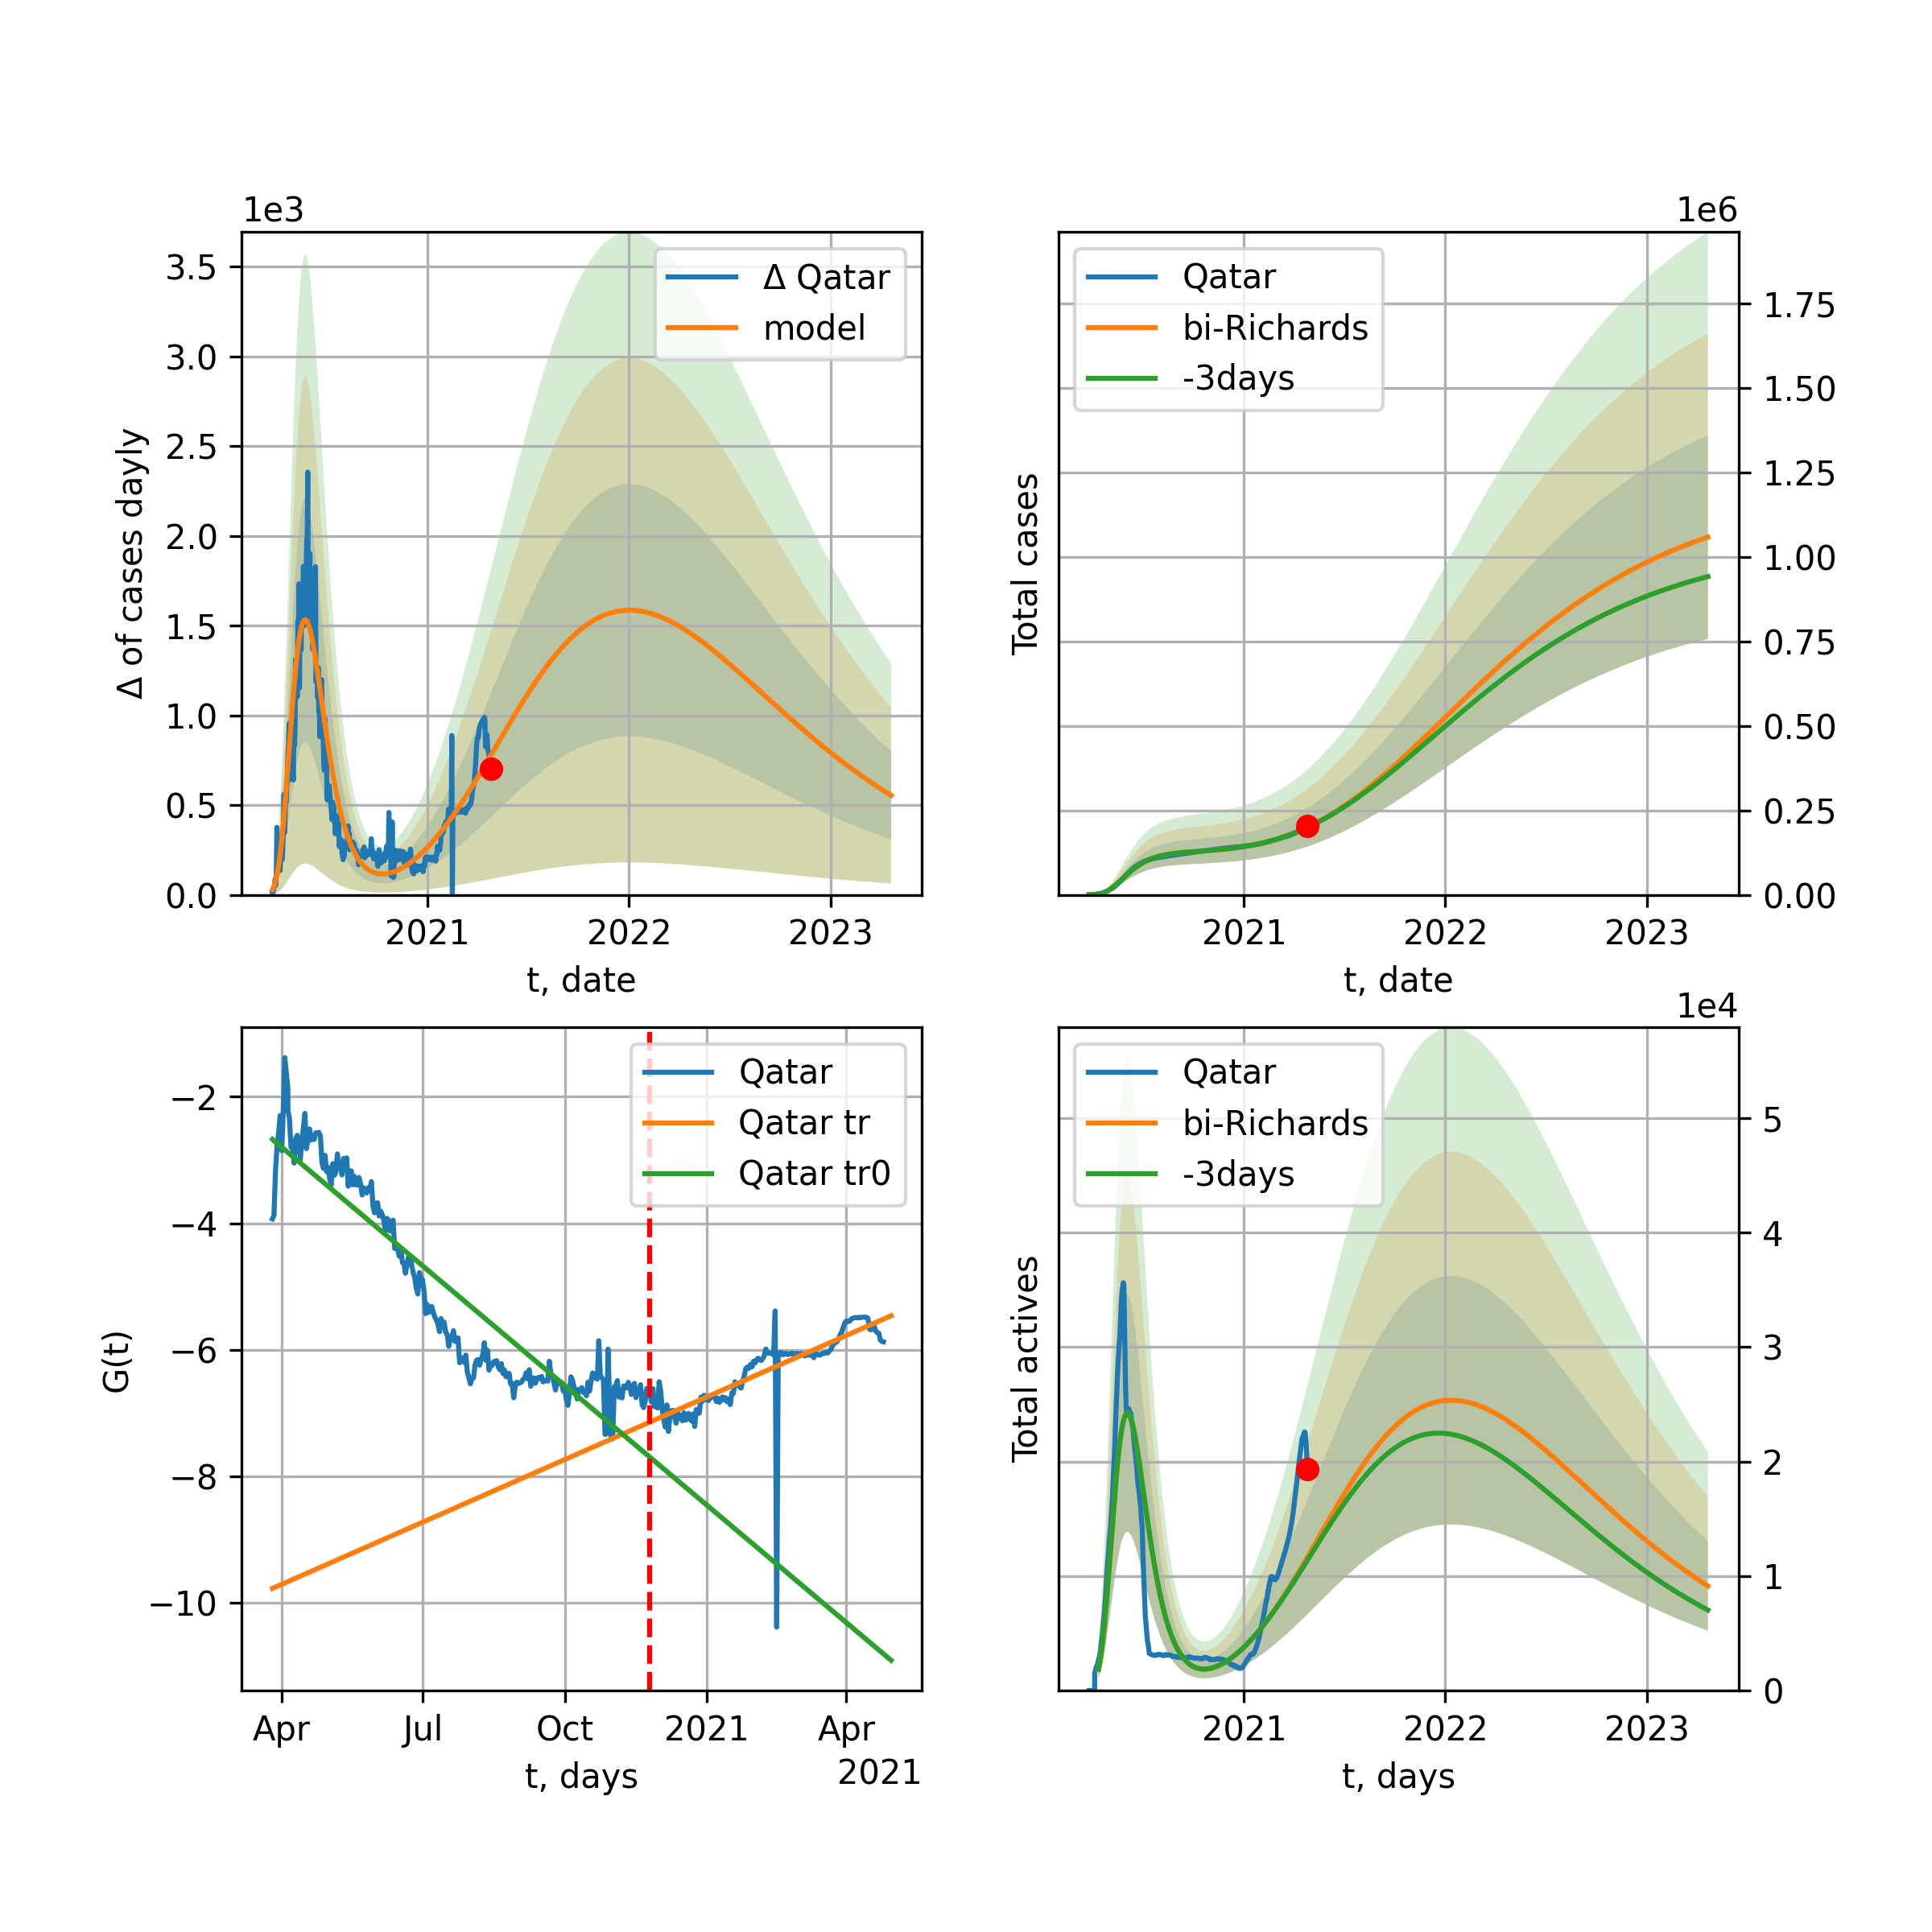 1e3
3.5
3.0
2.5
2.0
1.5
1.0
0.5
0.0
Δ of cases dayly
Δ Qatar
model
2021 2022 2023
t, date
1e6
Qatar
bi-Richards
-3days
Total cases
1.75
1.50
1.25
1.00
0.75
0.50
0.25
0.00
2021 2022 2023
t, date
−2
−4
−6
−8
−10
G(t)
Qatar
Qatar tr
Qatar tr0
Apr Jul Oct 2021 Apr
t, days
2021
1e4
Qatar
bi-Richards
-3days
Total actives
5
4
3
2
1
0
2021 2022 2023
t, days